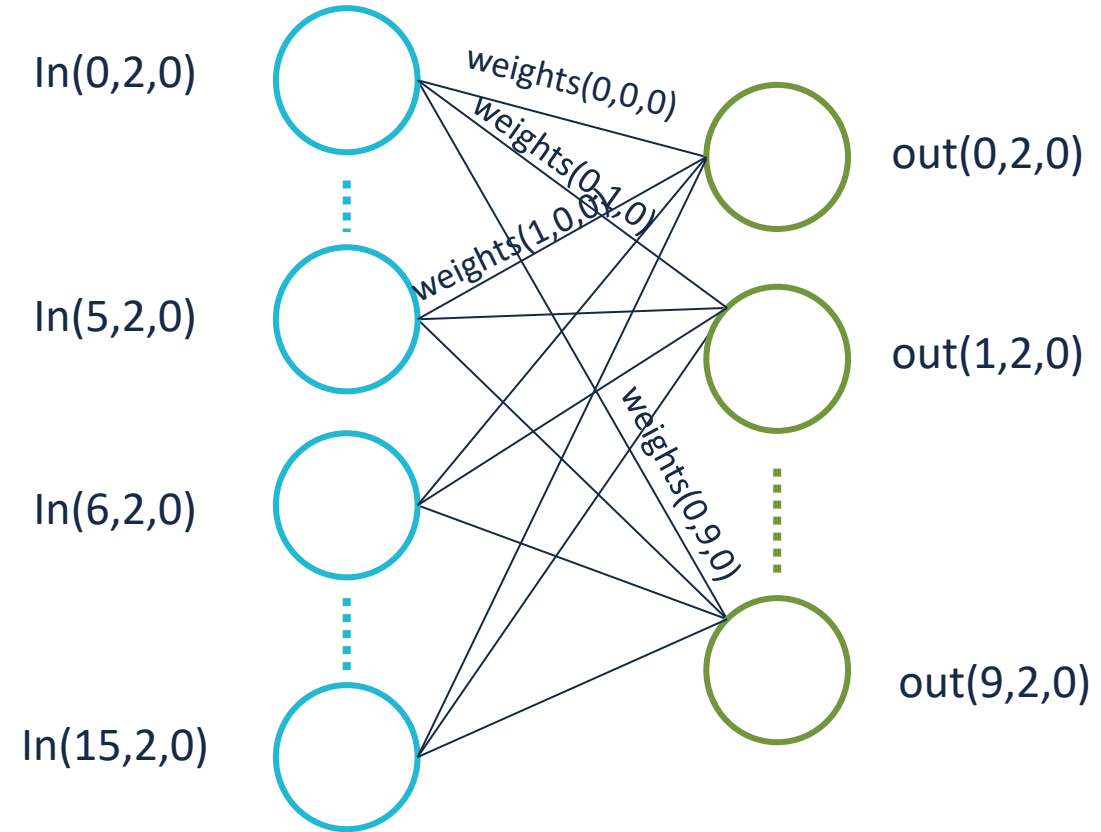 In(0,2,0)
weights(0,0,0)
weights(0,1,0)
out(0,2,0)
weights(1,0,0)
In(5,2,0)
out(1,2,0)
weights(0,9,0)
In(6,2,0)
out(9,2,0)
In(15,2,0)